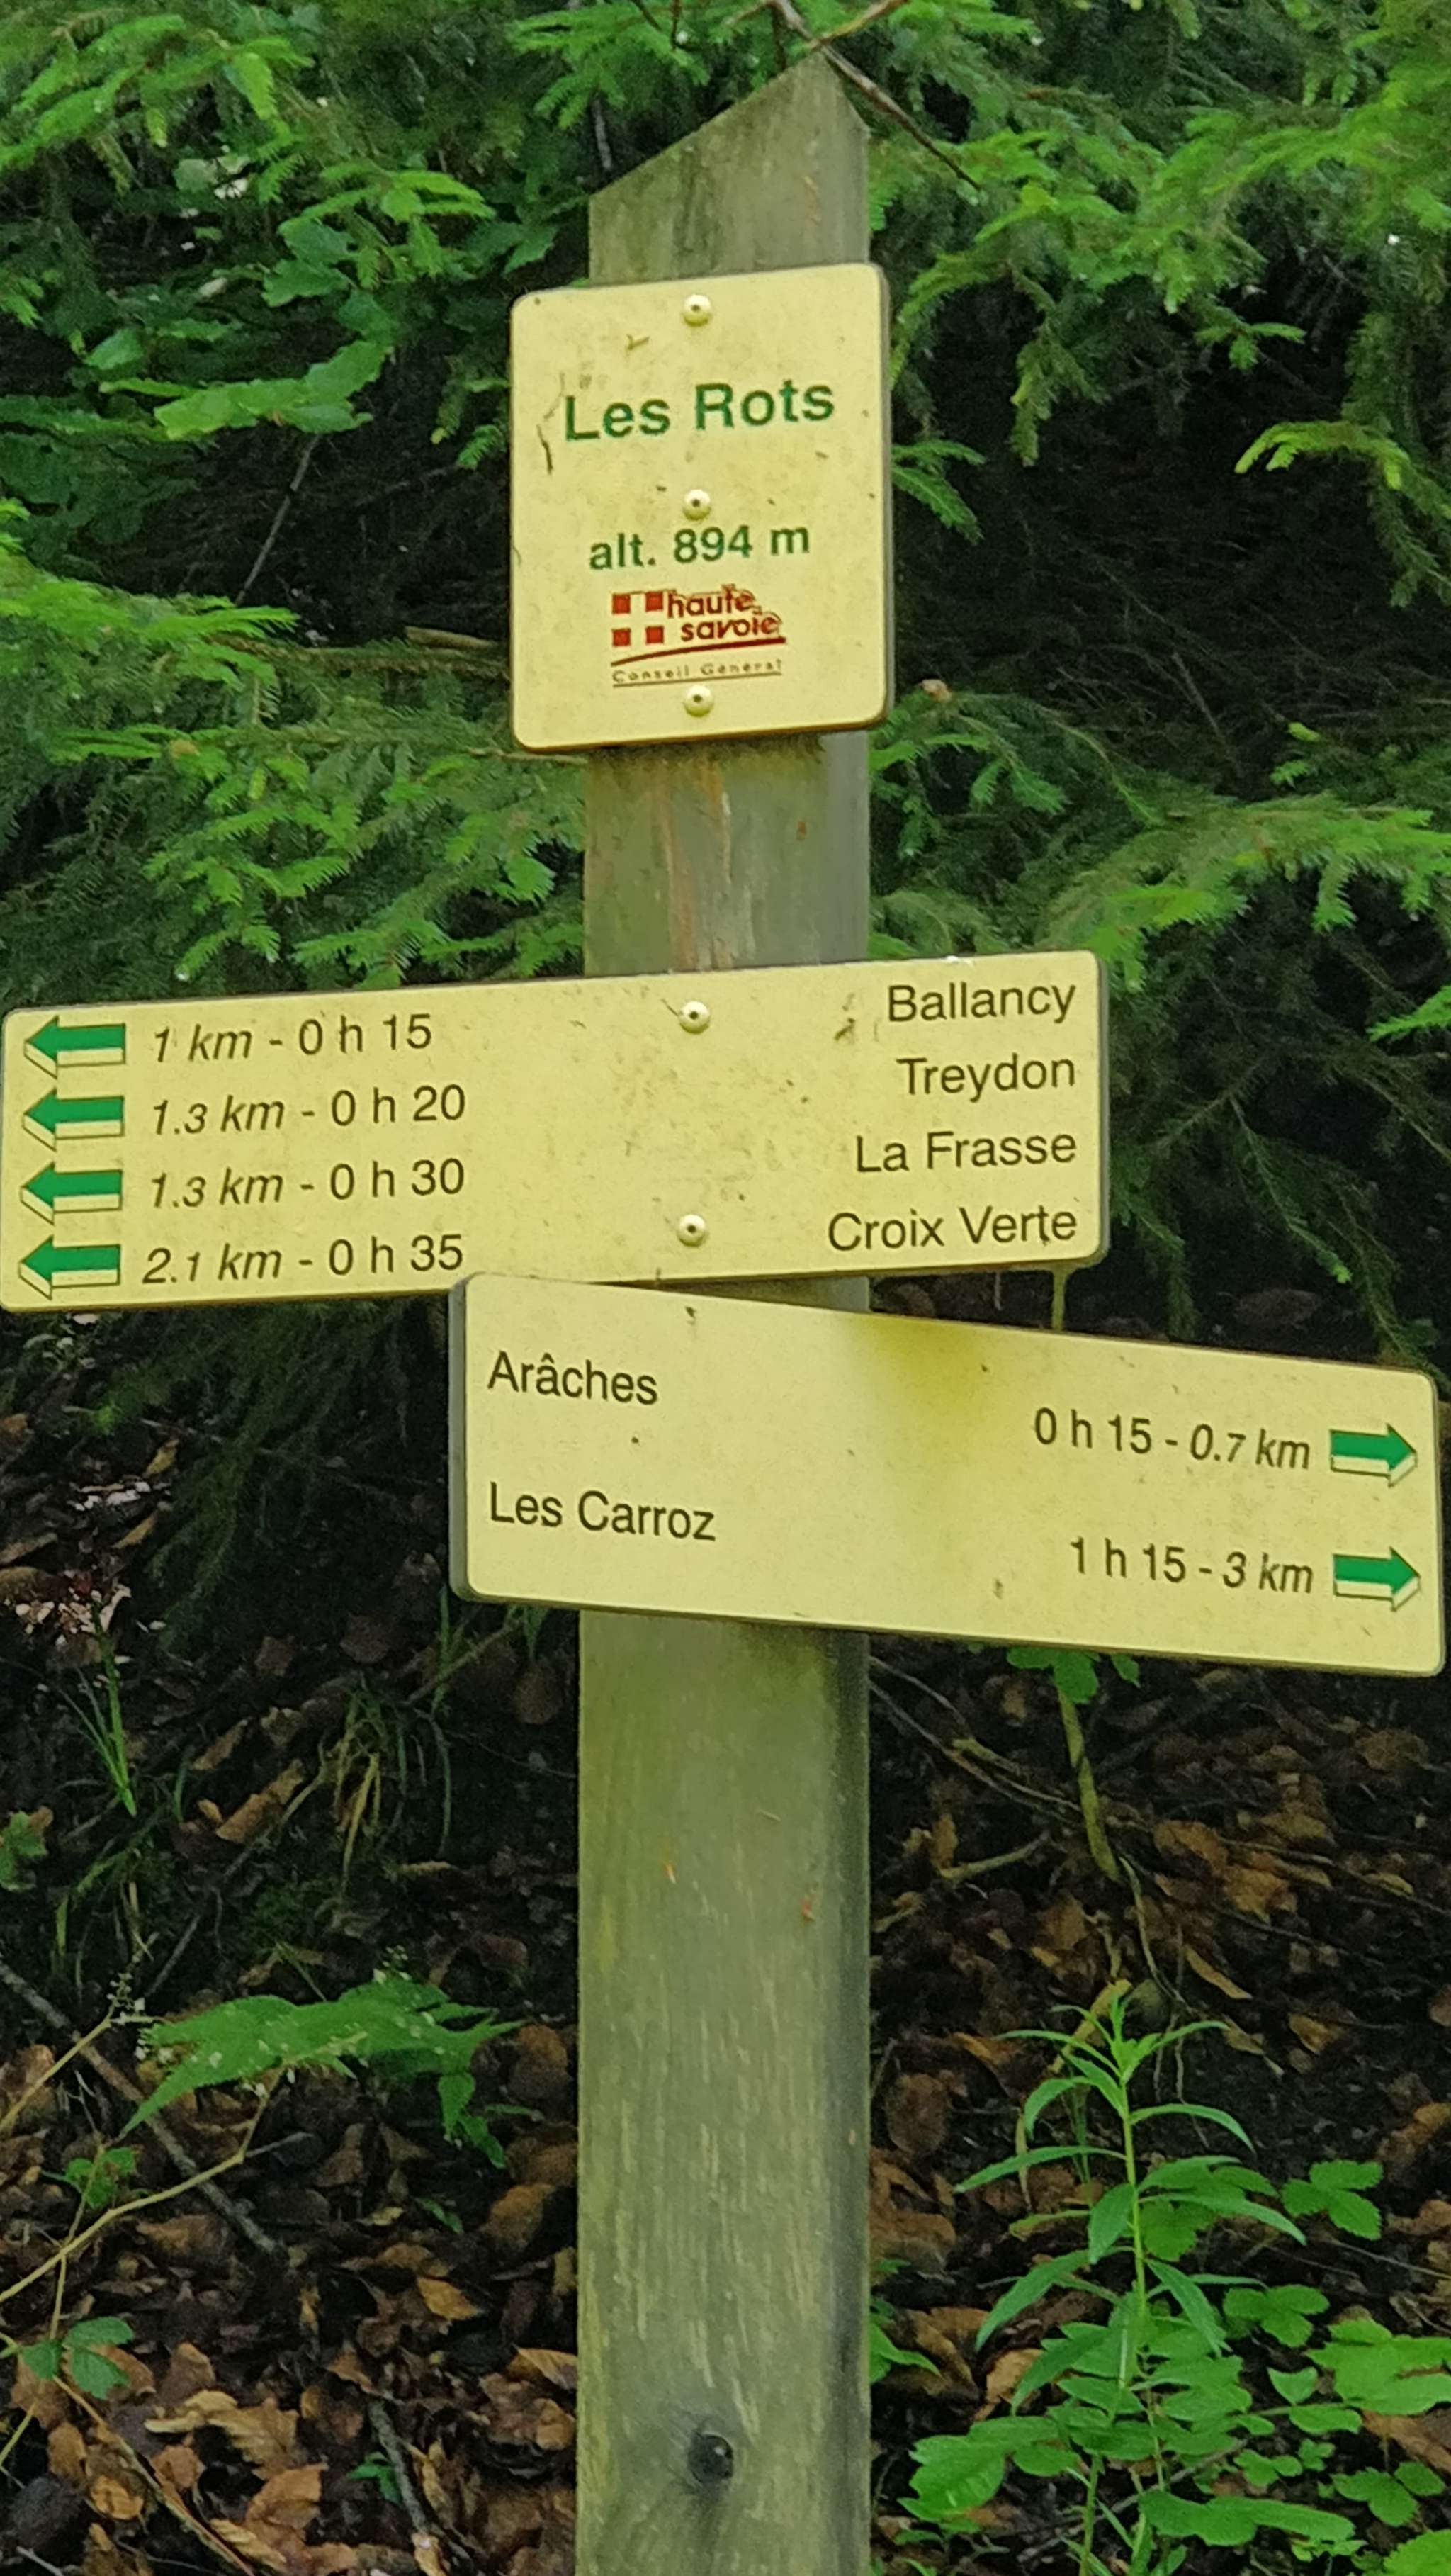 Les Rots
alt. 894 m
haute
savoie
Conseil Général
1 km - 0 h 15 Ballancy
1.3 km - 0 h 20 Treydon
1.3 km - 0 h 30 La Frasse
2.1 km - 0 h 35 Croix Verte
Arâches 0 h 15 - 0.7 km
Les Carroz 1 h 15 - 3 km